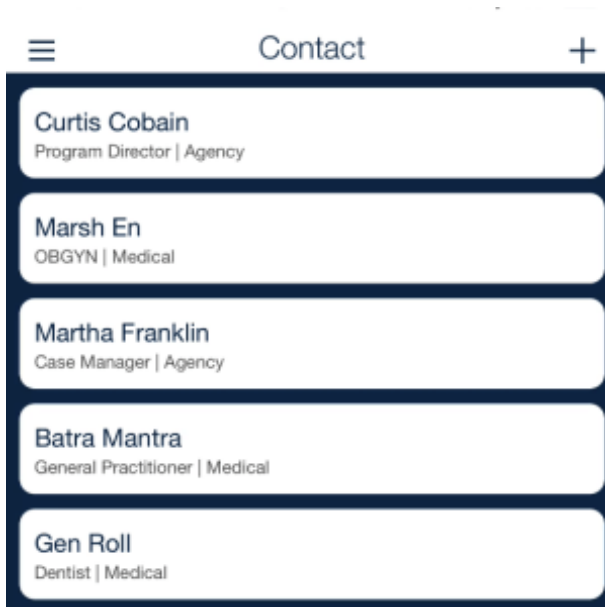 Contact
Curtis Cobain
Program Director | Agency
Marsh En
OBGYN | Medical
Martha Franklin
Case Manager | Agency
Batra Mantra
General Practitioner | Medical
Gen Roll
Dentist | Medical